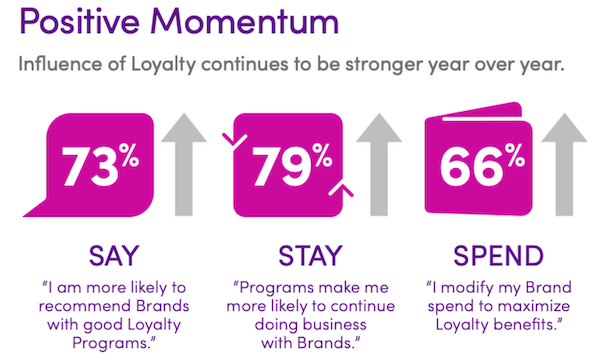 Positive Momentum
Influence of Loyalty continues to be stronger year over year.
73%
79%
66%
SAY
"I am more likely to
recommend Brands
with good Loyalty
Programs."
STAY
"Programs make me
more likely to continue
doing business
with Brands."
SPEND
"I modify my Brand
spend to maximize
Loyalty benefits."